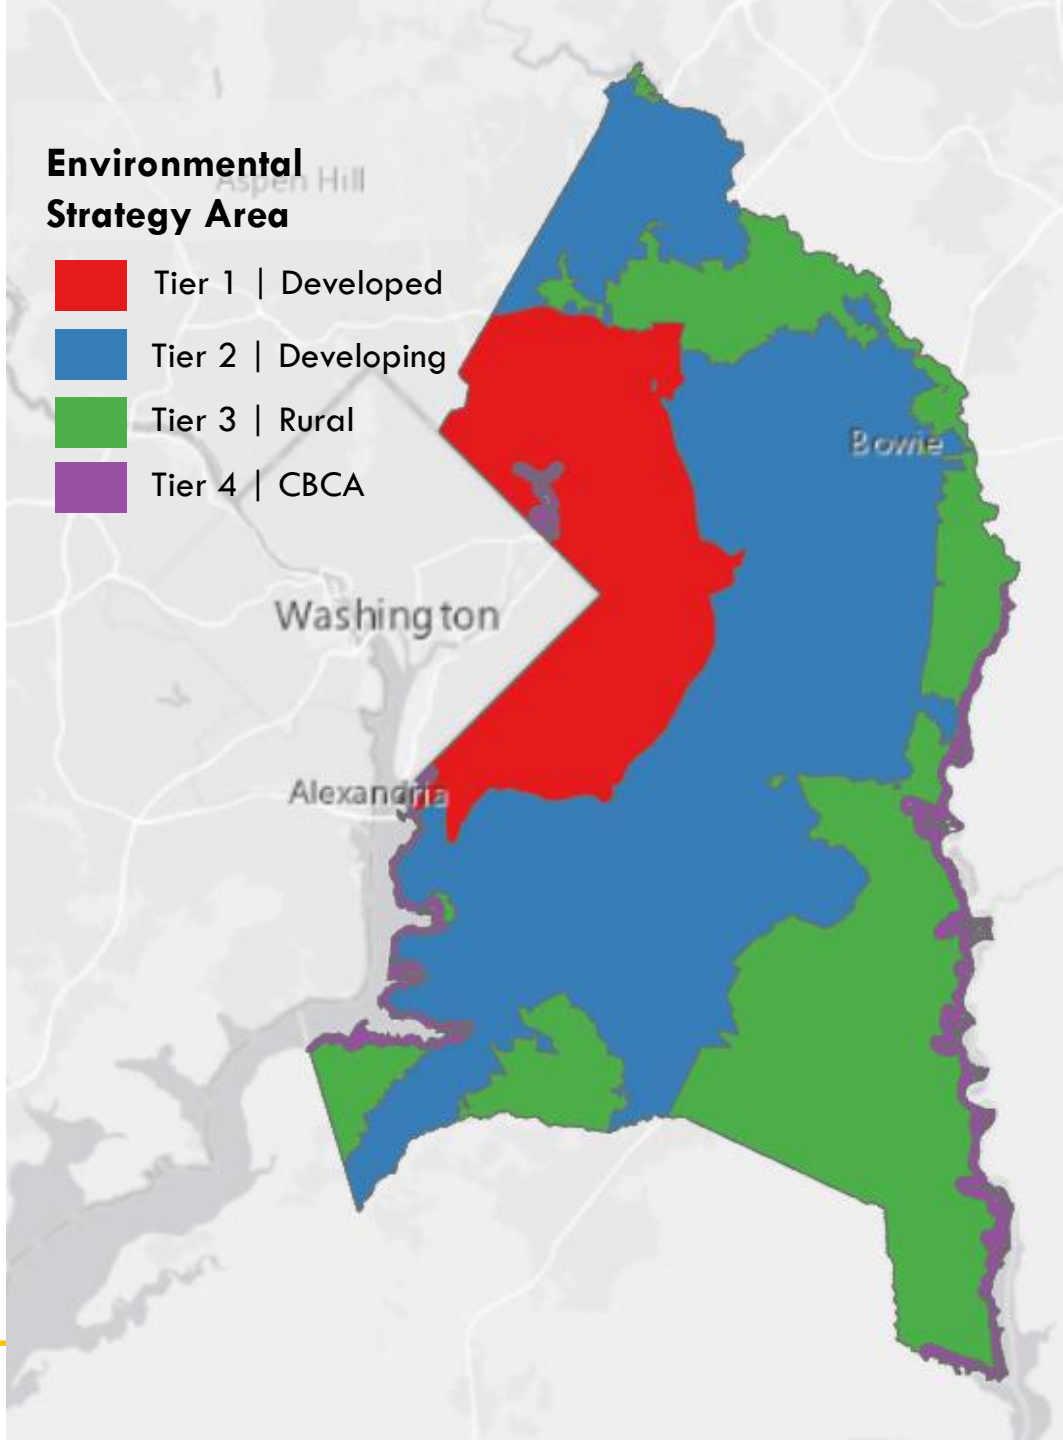 Environmental
Aspen Hill
Strategy Area
Tier 1 | Developed
Tier 2 | Developing
Tier 3 | Rural
Tier 4 | CBCA
Bowie
Washington
Alexandria